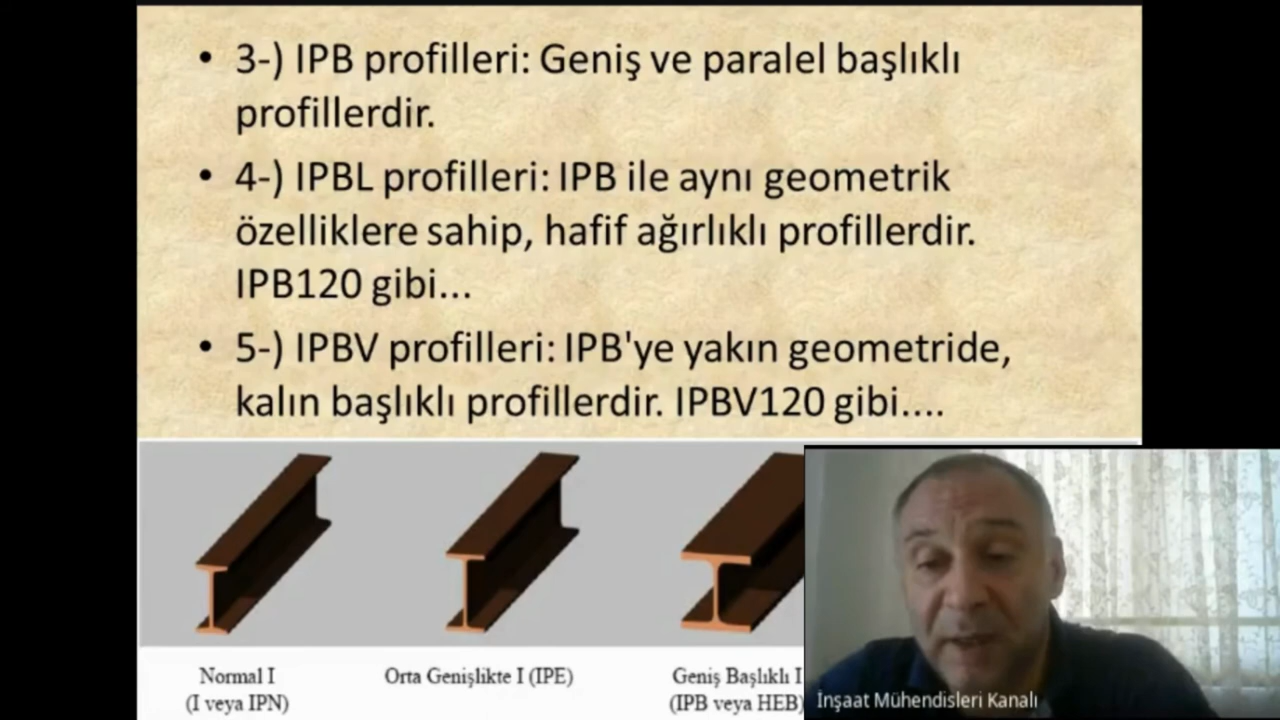 • 3-) IPB profilleri: Geniş ve paralel başlıklı
profillerdir.
• 4-) IPBL profilleri: IPB ile aynı geometrik
özelliklere sahip, hafif ağırlıklı profillerdir.
IPB120 gibi...
• 5-) IPBV profilleri: IPB'ye yakın geometride,
kalın başlıklı profillerdir. IPBV120 gibi....
Normal I
(I veya IPN)
Orta Genişlikte I (IPE)
Geniş Başlıklı I
(IPB veya HEB)
İnşaat Mühendisleri Kanalı